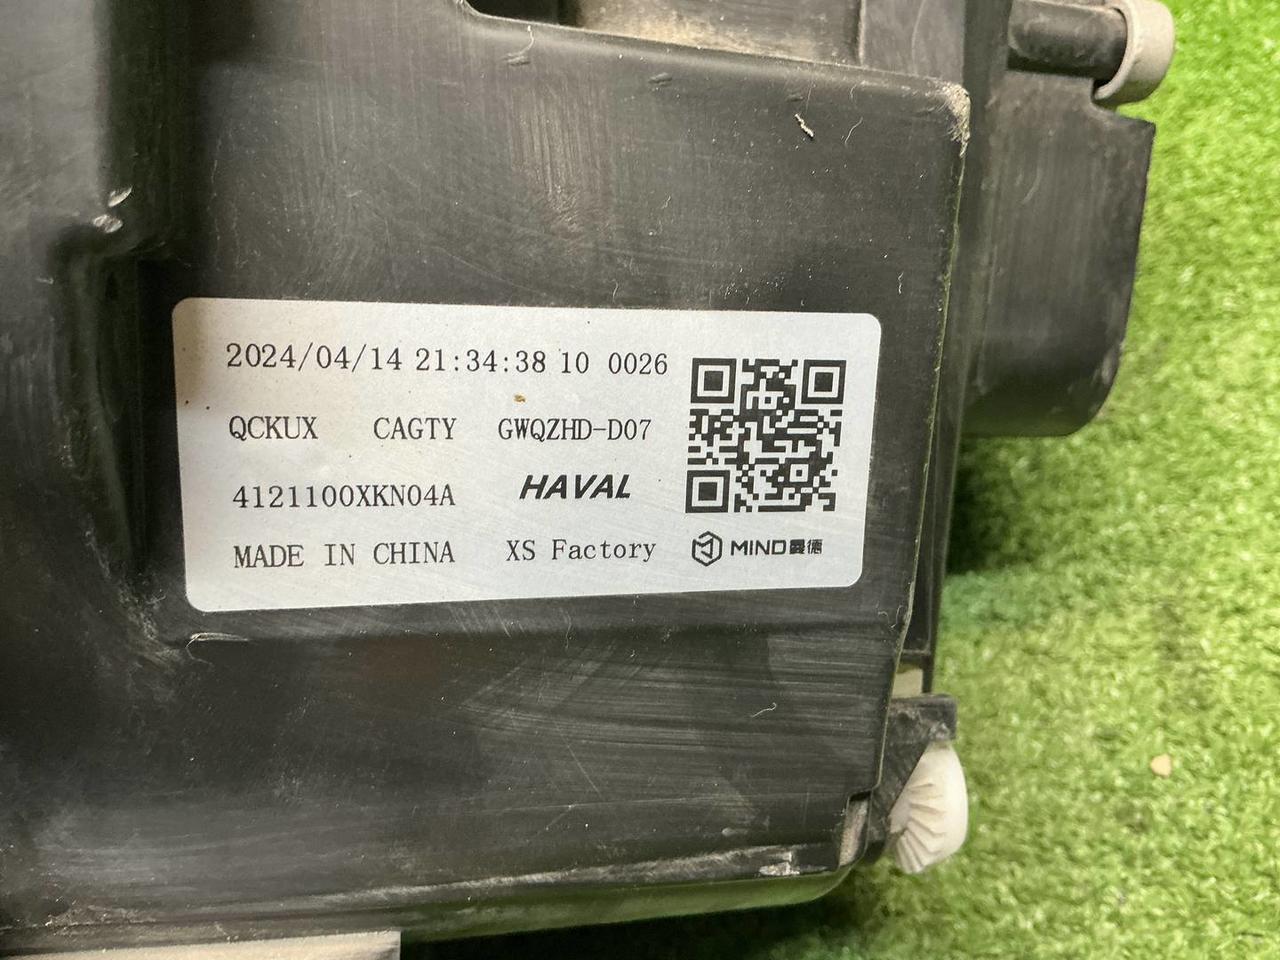 2024/04/14 21:34:38 10 0026
QCKUX CAGTY GWQZHD-D07
4121100XKN04A HAVAL
MADE IN CHINA XS Factory MIND曼德